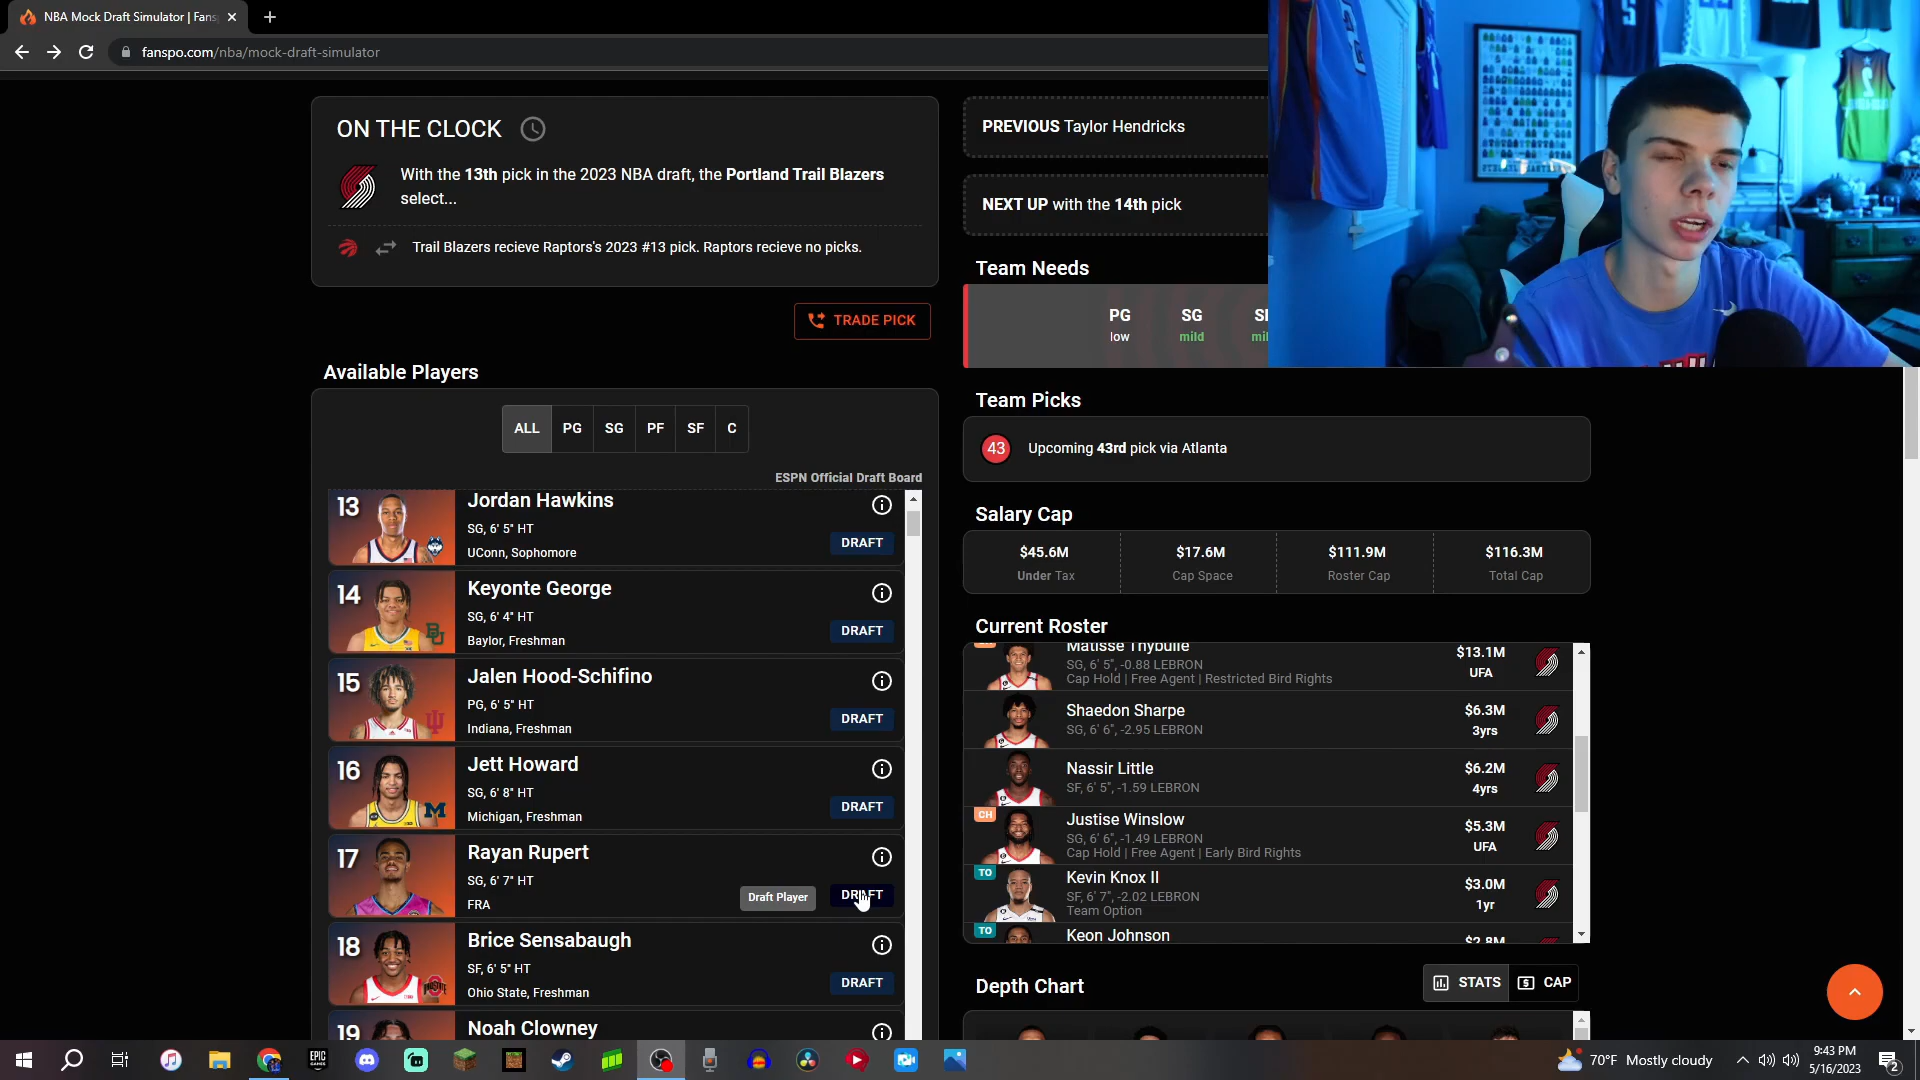 NBA Mock Draft Simulator | Fans
fanspo.com/nba/mock-draft-simulator
ON THE CLOCK
With the 13th pick in the 2023 NBA draft, the Portland Trail Blazers
select...
Trail Blazers recieve Raptors's 2023 #13 pick. Raptors recieve no picks.
TRADE PICK
PREVIOUS Taylor Hendricks
NEXT UP with the 14th pick
Team Needs
PG
low
SG
mild
Available Players
ALL PG SG PF SF C
ESPN Official Draft Board
13
Jordan Hawkins
SG, 6' 5" HT
UConn, Sophomore
DRAFT
14
Keyonte George
SG, 6' 4" HT
Baylor, Freshman
DRAFT
15
Jalen Hood-Schifino
PG, 6' 5" HT
Indiana, Freshman
DRAFT
16
Jett Howard
SG, 6' 8" HT
Michigan, Freshman
DRAFT
17
Rayan Rupert
SG, 6' 7" HT
FRA
Draft Player
DRAFT
18
Brice Sensabaugh
SF, 6' 5" HT
Ohio State, Freshman
DRAFT
19
Noah Clowney
Team Picks
43 Upcoming 43rd pick via Atlanta
Salary Cap
$45.6M $17.6M $111.9M $116.3M
Under Tax Cap Space Roster Cap Total Cap
Current Roster
Matisse Thybulle
SG, 6' 5", -0.88 LEBRON
Cap Hold | Free Agent | Restricted Bird Rights
$13.1M
UFA
Shaedon Sharpe
SG, 6' 6", -2.95 LEBRON
$6.3M
3yrs
Nassir Little
SF, 6' 5", -1.59 LEBRON
$6.2M
4yrs
CH
Justise Winslow
SG, 6' 6", -1.49 LEBRON
Cap Hold | Free Agent | Early Bird Rights
$5.3M
UFA
TO
Kevin Knox II
SF, 6' 7", -2.02 LEBRON
Team Option
$3.0M
1yr
TO
Keon Johnson
$2.8M
Depth Chart
STATS
CAP
EPIC
GAMES
70°F Mostly cloudy
9:43 PM
5/16/2023
2